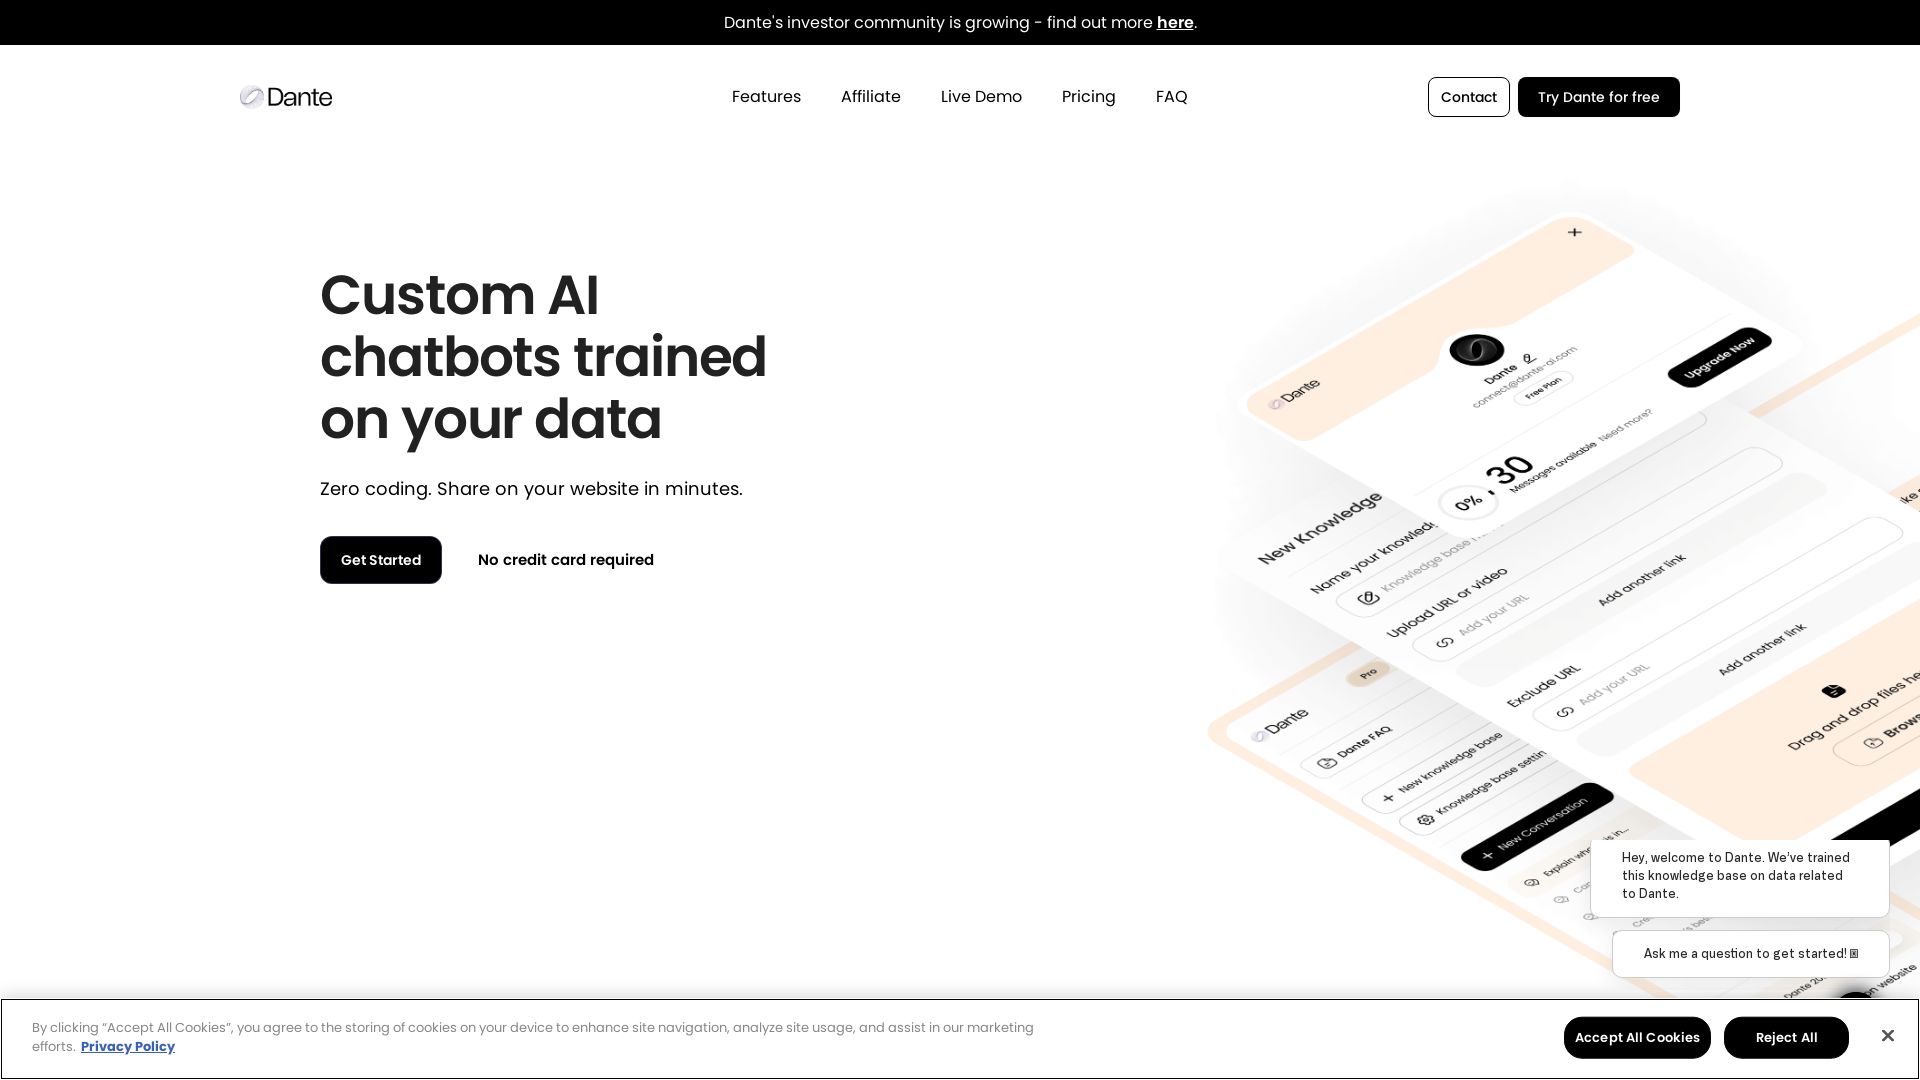 Dante's investor community is growing - find out more here.
Dante
Features
Affiliate
Live Demo
Pricing
FAQ
Contact
Try Dante for free
Custom AI
chatbots trained
on your data
Zero coding. Share on your website in minutes.
Get Started
No credit card required
Dante
Dante
connect@dante-ai.com
Free Plan
Upgrade Now
0%
30
Messages available
Need more?
New Knowledge
Name your knowledge
Knowledge base
Upload URL or video
Add your URL
Add another link
Exclude URL
Add your URL
Add another link
Drag and drop files
Pro
Dante
Dante FAQ
New knowledge base
Knowledge base
New Conversation
Explain
Hey, welcome to Dante. We've trained
this knowledge base on data related
to Dante.
Ask me a question to get started!
website
By clicking “Accept All Cookies”, you agree to the storing of cookies on your device to enhance site navigation, analyze site usage, and assist in our marketing
efforts. Privacy Policy
Accept All Cookies
Reject All